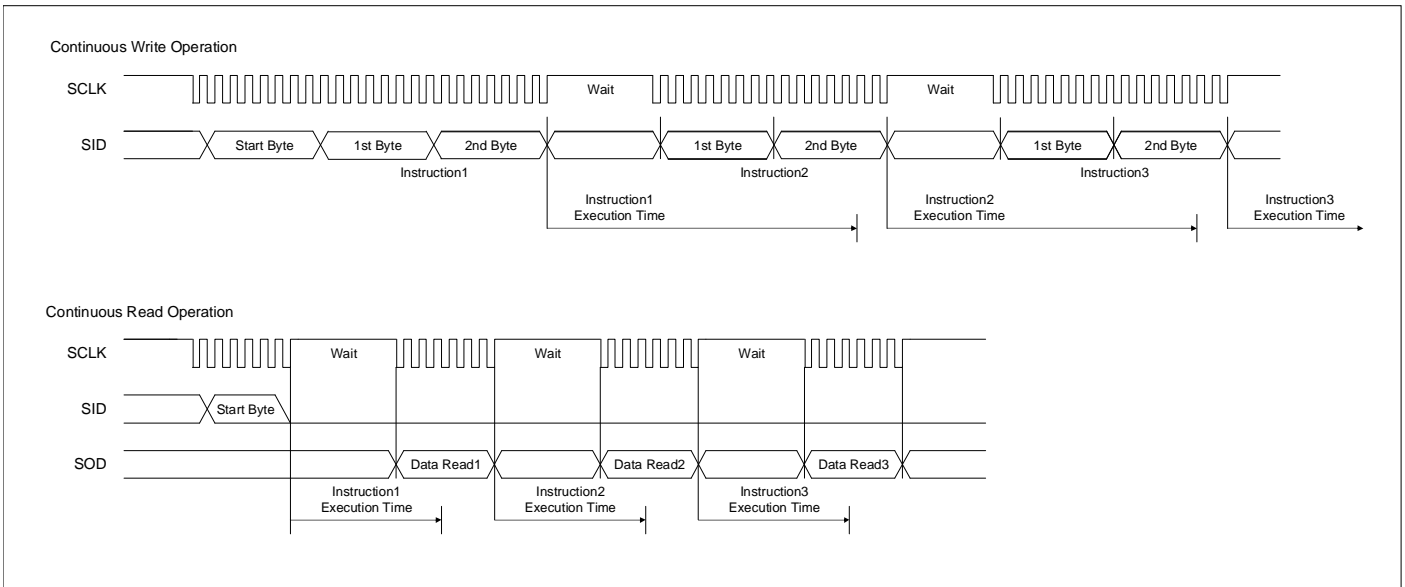 Continuous Write Operation
SCLK Wait Wait
SID Start Byte 1st Byte 2nd Byte 1st Byte 2nd Byte 1st Byte 2nd Byte
Instruction1 Instruction2 Instruction3
Instruction1 Instruction2 Instruction3
Execution Time Execution Time Execution Time
Continuous Read Operation
SCLK Wait Wait Wait
SID Start Byte
SOD Data Read1 Data Read2 Data Read3
Instruction1 Instruction2 Instruction3
Execution Time Execution Time Execution Time